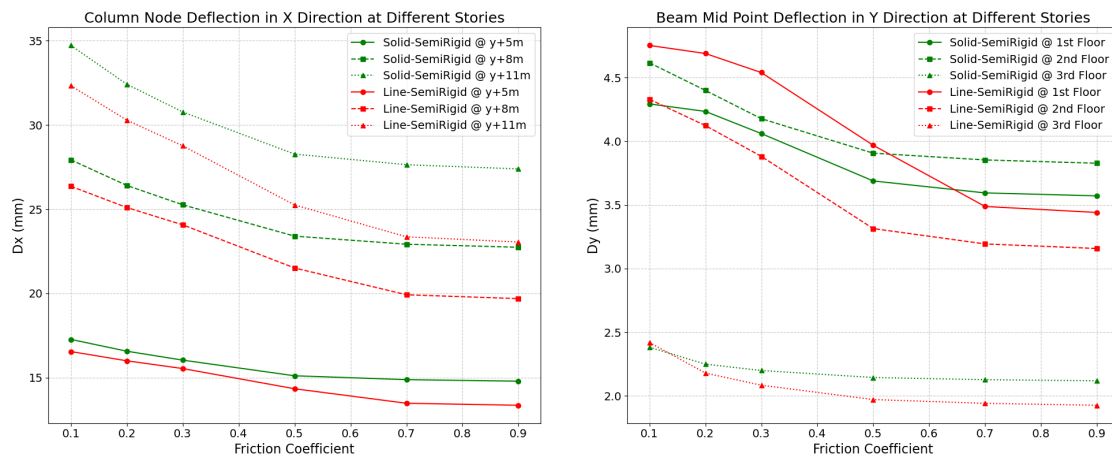 Column Node Deflection in X Direction at Different Stories
35
30
25
20
15
Dx (mm)
0.1 0.2 0.3 0.4 0.5 0.6 0.7 0.8 0.9
Friction Coefficient
Solid-SemiRigid @ y+5m
Solid-SemiRigid @ y+8m
Solid-SemiRigid @ y+11m
Line-SemiRigid @ y+5m
Line-SemiRigid @ y+8m
Line-SemiRigid @ y+11m
Beam Mid Point Deflection in Y Direction at Different Stories
4.5
4.0
3.5
3.0
2.5
2.0
Dy (mm)
0.1 0.2 0.3 0.4 0.5 0.6 0.7 0.8 0.9
Friction Coefficient
Solid-SemiRigid @ 1st Floor
Solid-SemiRigid @ 2nd Floor
Solid-SemiRigid @ 3rd Floor
Line-SemiRigid @ 1st Floor
Line-SemiRigid @ 2nd Floor
Line-SemiRigid @ 3rd Floor